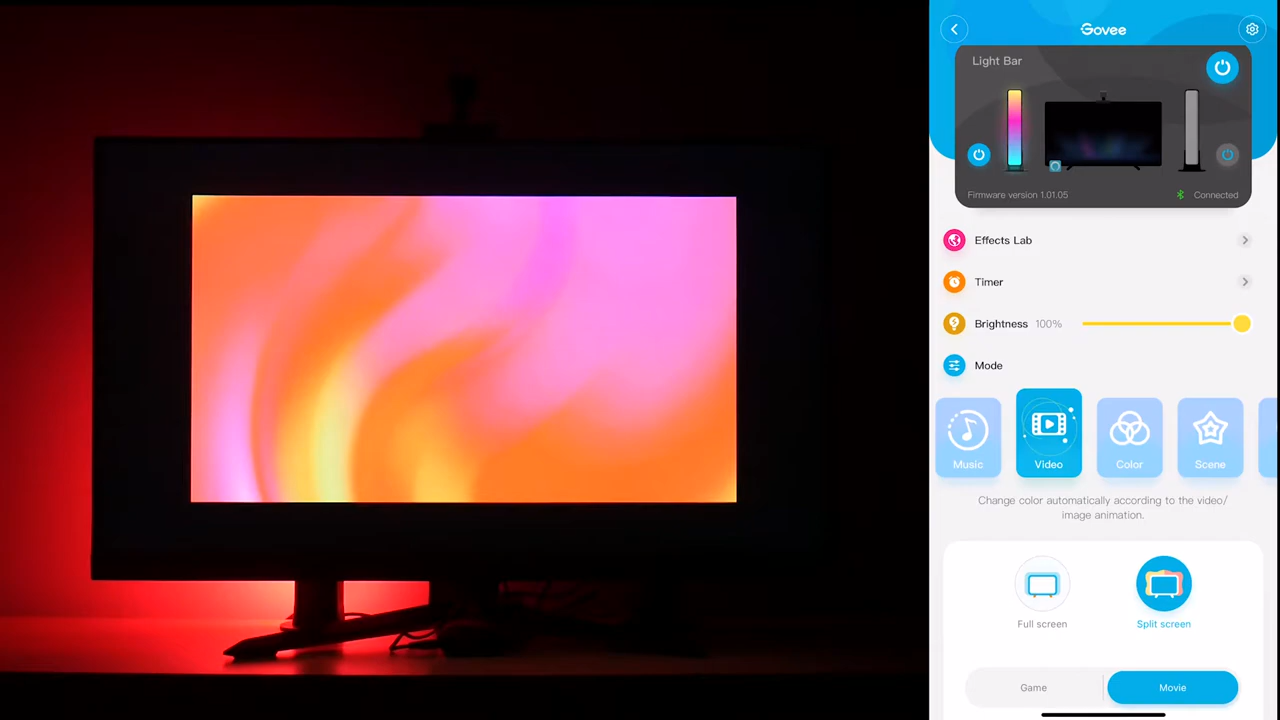 Govee
Light Bar
Firmware version 1.01.05
Connected
Effects Lab
Timer
Brightness 100%
Mode
Music
Video
Color
Scene
Change color automatically according to the video/
image animation.
Full screen
Split screen
Game
Movie